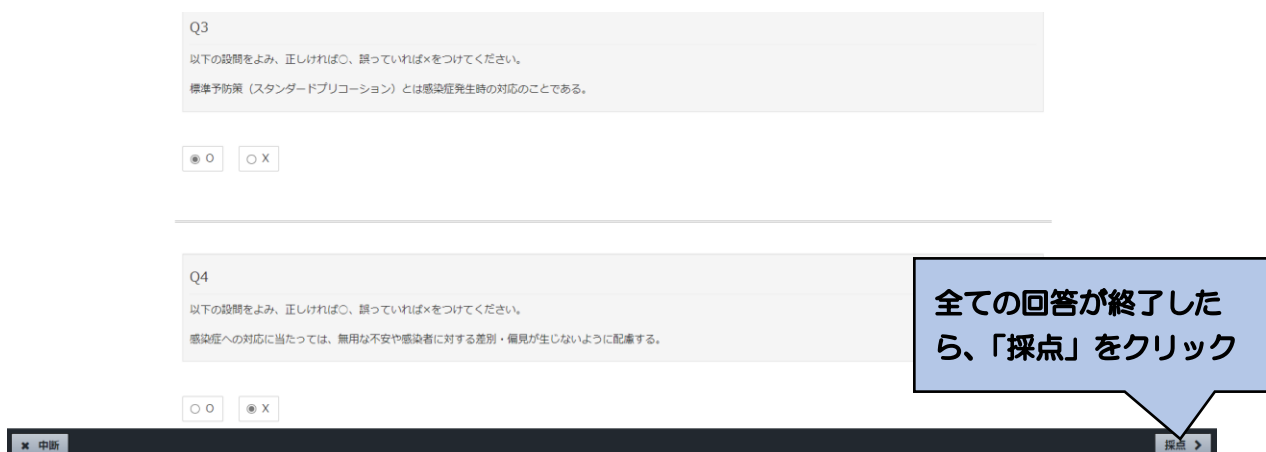 Q3
以下の設問をよみ、正しければ○、誤っていれば×をつけてください。
標準予防策（スタンダードプリコーション）とは感染症発生時の対応のことである。
O X
Q4
以下の設問をよみ、正しければ○、誤っていれば×をつけてください。
感染症への対応に当たっては、無用な不安や感染者に対する差別・偏見が生じないように配慮する。
全ての回答が終了した
ら、「採点」をクリック
O X
× 中断
採点 >